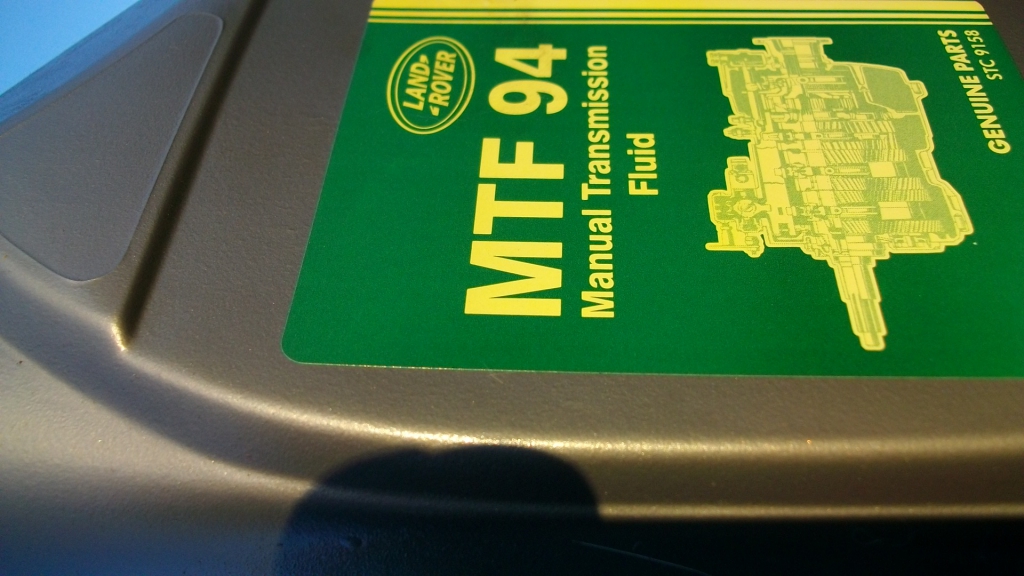 LAND-
-ROVER
MTF 94
Manual Transmission
Fluid
GENUINE PARTS
STC 9158